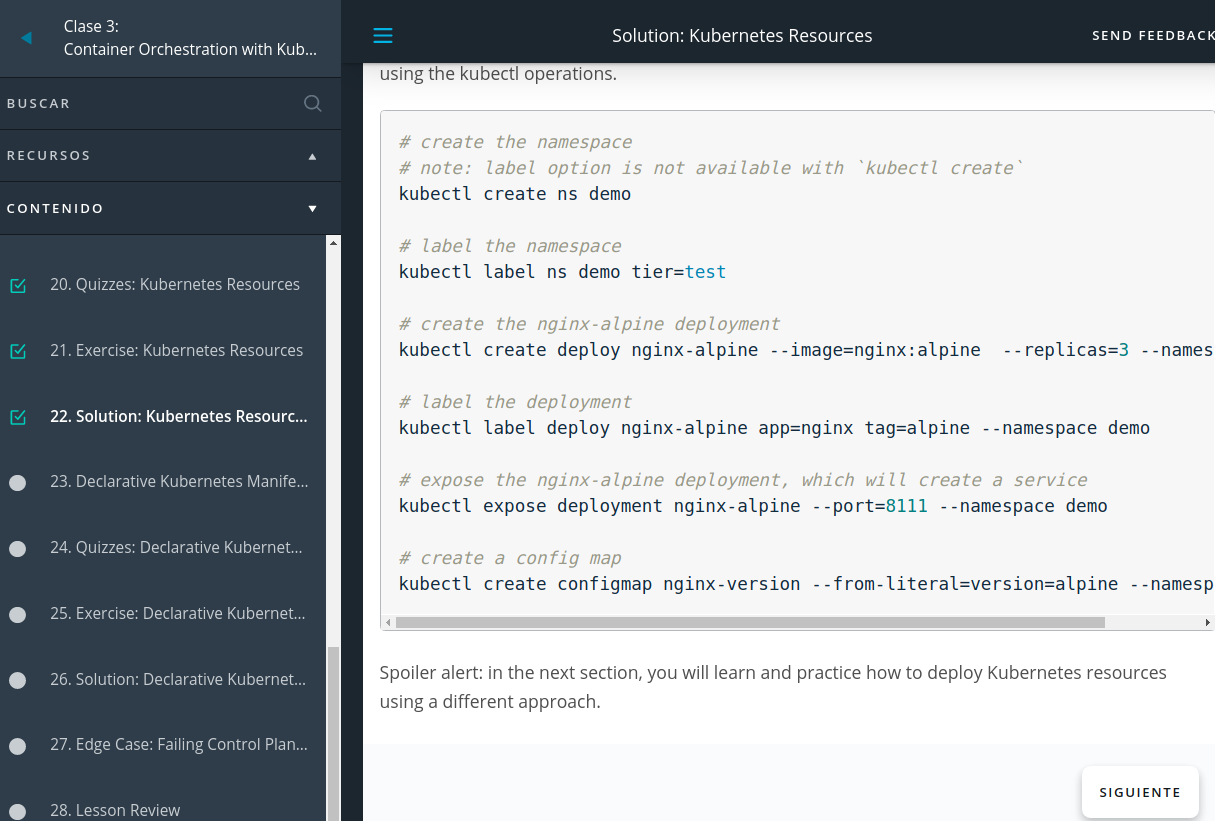 Clase 3:
Container Orchestration with Kub...
BUSCAR
RECURSOS
CONTENIDO
20. Quizzes: Kubernetes Resources
21. Exercise: Kubernetes Resources
22. Solution: Kubernetes Resourc...
23. Declarative Kubernetes Manife...
24. Quizzes: Declarative Kubernet...
25. Exercise: Declarative Kubernet...
26. Solution: Declarative Kubernet...
27. Edge Case: Failing Control Plan...
28. Lesson Review
Solution: Kubernetes Resources
SEND FEEDBACK
using the kubectl operations.
# create the namespace
# note: label option is not available with `kubectl create`
kubectl create ns demo
# label the namespace
kubectl label ns demo tier=test
# create the nginx-alpine deployment
kubectl create deploy nginx-alpine --image=nginx:alpine  --replicas=3 --names
# label the deployment
kubectl label deploy nginx-alpine app=nginx tag=alpine --namespace demo
# expose the nginx-alpine deployment, which will create a service
kubectl expose deployment nginx-alpine --port=8111 --namespace demo
# create a config map
kubectl create configmap nginx-version --from-literal=version=alpine --namesp
Spoiler alert: in the next section, you will learn and practice how to deploy Kubernetes resources
using a different approach.
SIGUIENTE